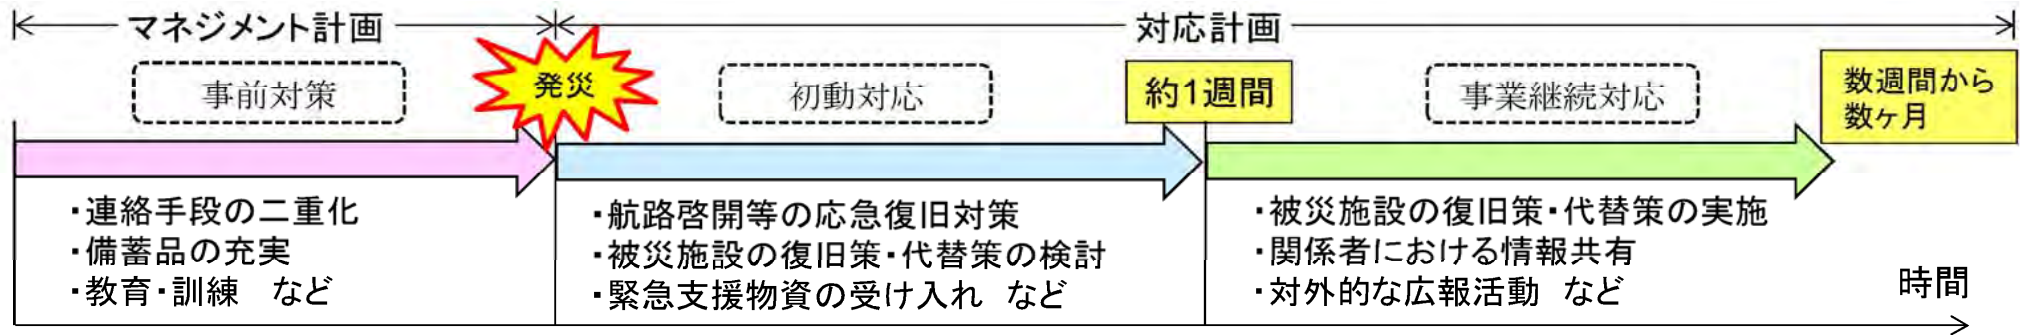 マネジメント計画
対応計画
事前対策
発災
初動対応
約1週間
事業継続対応
数週間から
数ヶ月
・連絡手段の二重化
・備蓄品の充実
・教育・訓練　など
・航路啓開等の応急復旧対策
・被災施設の復旧策・代替策の検討
・緊急支援物資の受け入れ　など
・被災施設の復旧策・代替策の実施
・関係者における情報共有
・対外的な広報活動　など
時間